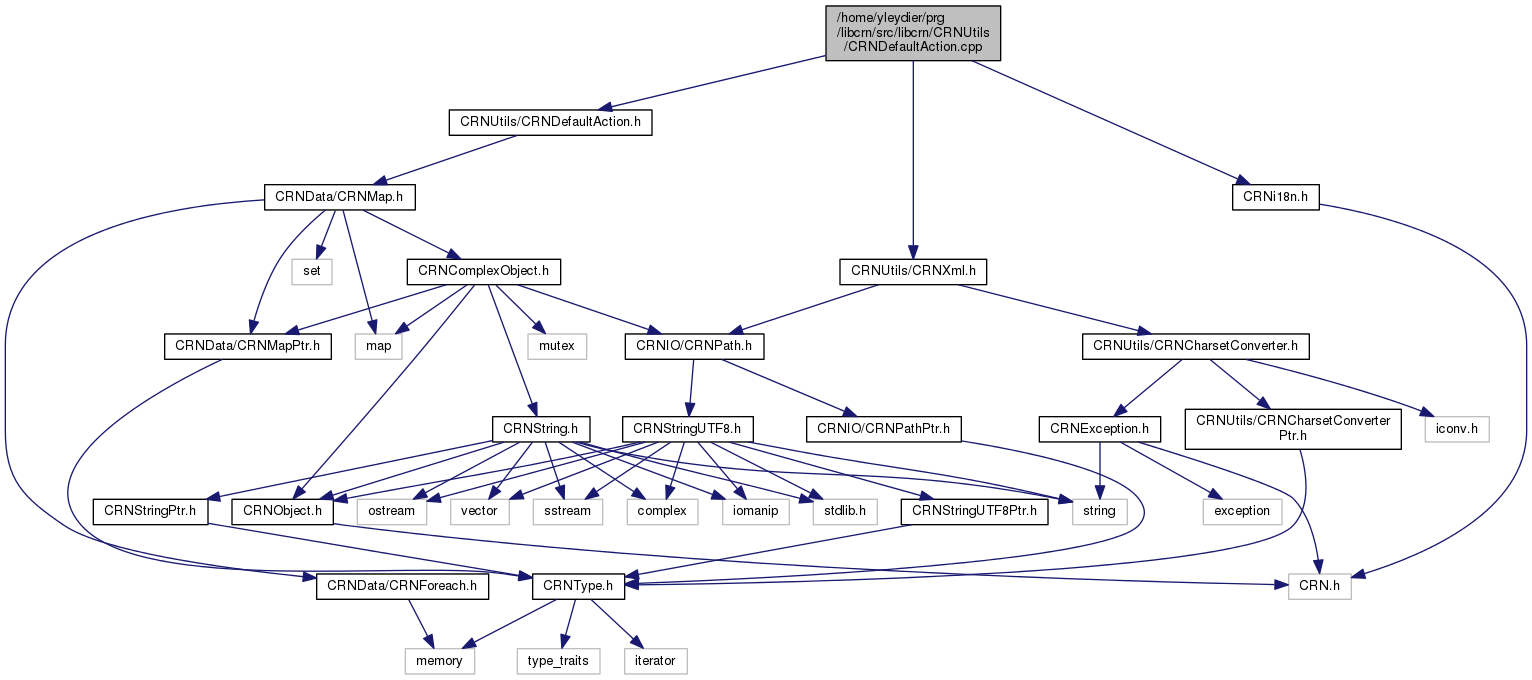 /home/yleydier/prg
/libcrn/src/libcrn/CRNUtils
/CRNDefaultAction.cpp
CRNUtils/CRNDefaultAction.h
CRNData/CRNMap.h
CRNi18n.h
set
CRNComplexObject.h
CRNUtils/CRNXml.h
CRNData/CRNMapPtr.h
map
mutex
CRNIO/CRNPath.h
CRNUtils/CRNCharsetConverter.h
CRNString.h
CRNStringUTF8.h
CRNIO/CRNPathPtr.h
CRNException.h
CRNUtils/CRNCharsetConverter
Ptr.h
iconv.h
CRNStringPtr.h
CRNObject.h
ostream
vector
sstream
complex
iomanip
stdlib.h
CRNStringUTF8Ptr.h
string
exception
CRNData/CRNForeach.h
CRNType.h
CRN.h
memory
type_traits
iterator